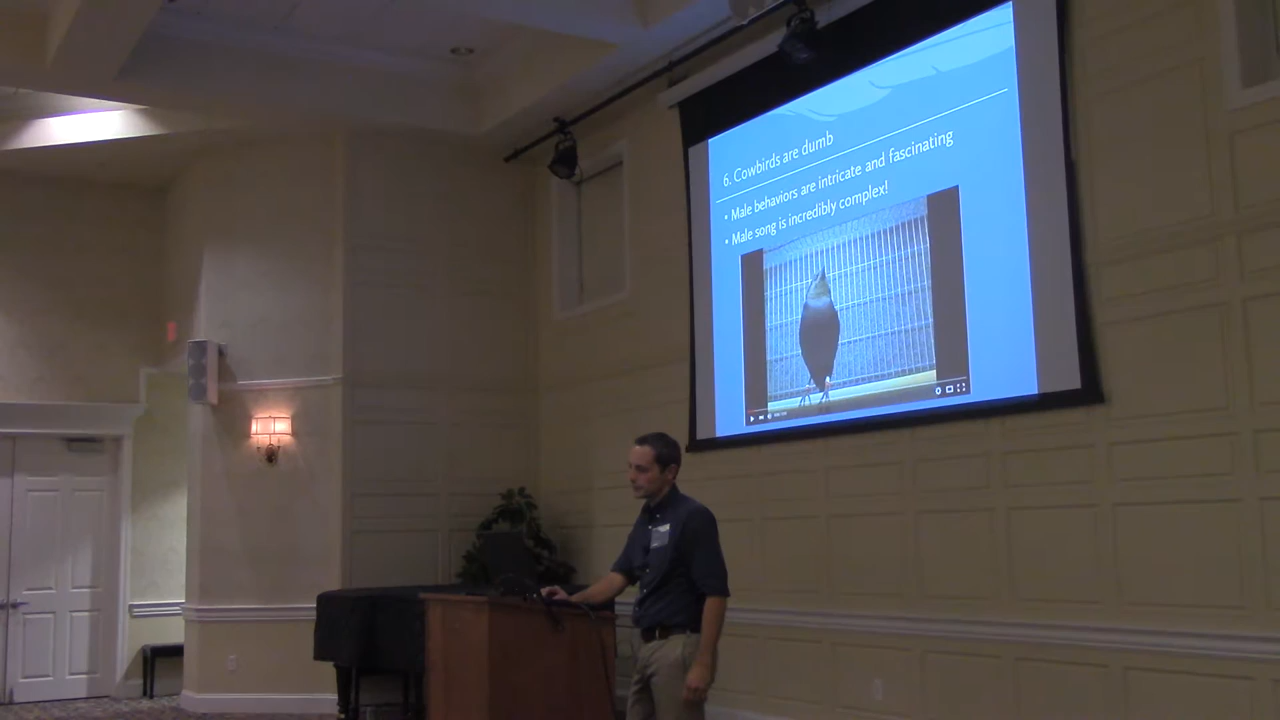 6. Cowbirds are dumb
• Male behaviors are intricate and fascinating
• Male song is incredibly complex!